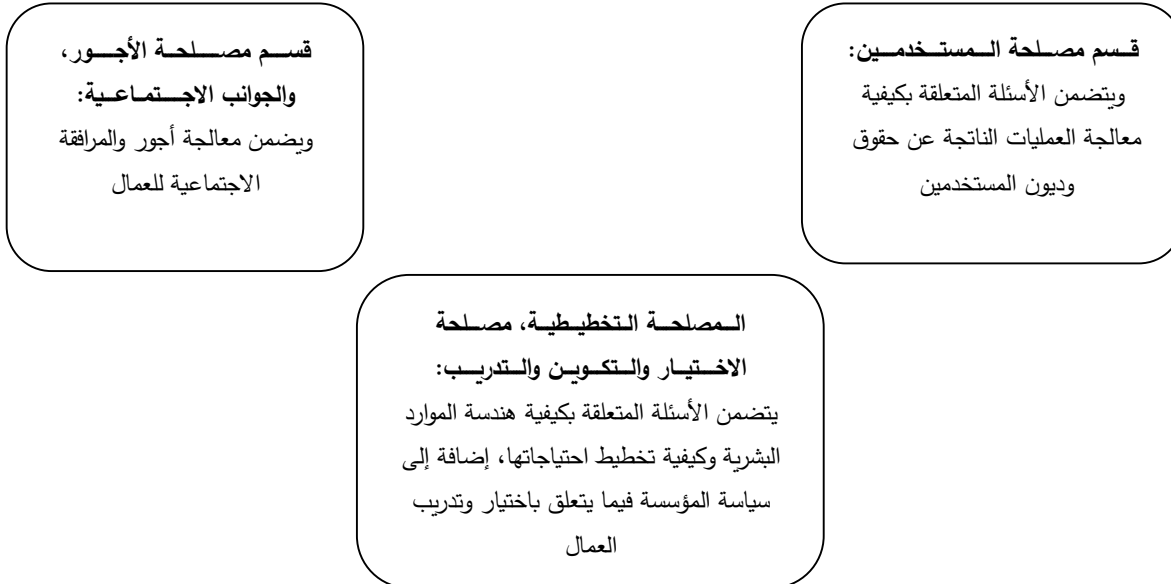 قسم مصلحة المستخدمين:
ويتضمن الأسئلة المتعلقة بكيفية
معالجة العمليات الناتجة عن حقوق
وديون المستخدمين
قسم مصلحة الأجور،
والجوانب الاجتماعية:
ويضمن معالجة أجور والمرافقة
الاجتماعية للعمال
المصلحة التخطيطية، مصلحة
الاختيار والتكوين والتدريب:
يتضمن الأسئلة المتعلقة بكيفية هندسة الموارد
البشرية وكيفية تخطيط احتياجاتها، إضافة إلى
سياسة المؤسسة فيما يتعلق باختيار وتدريب
العمال